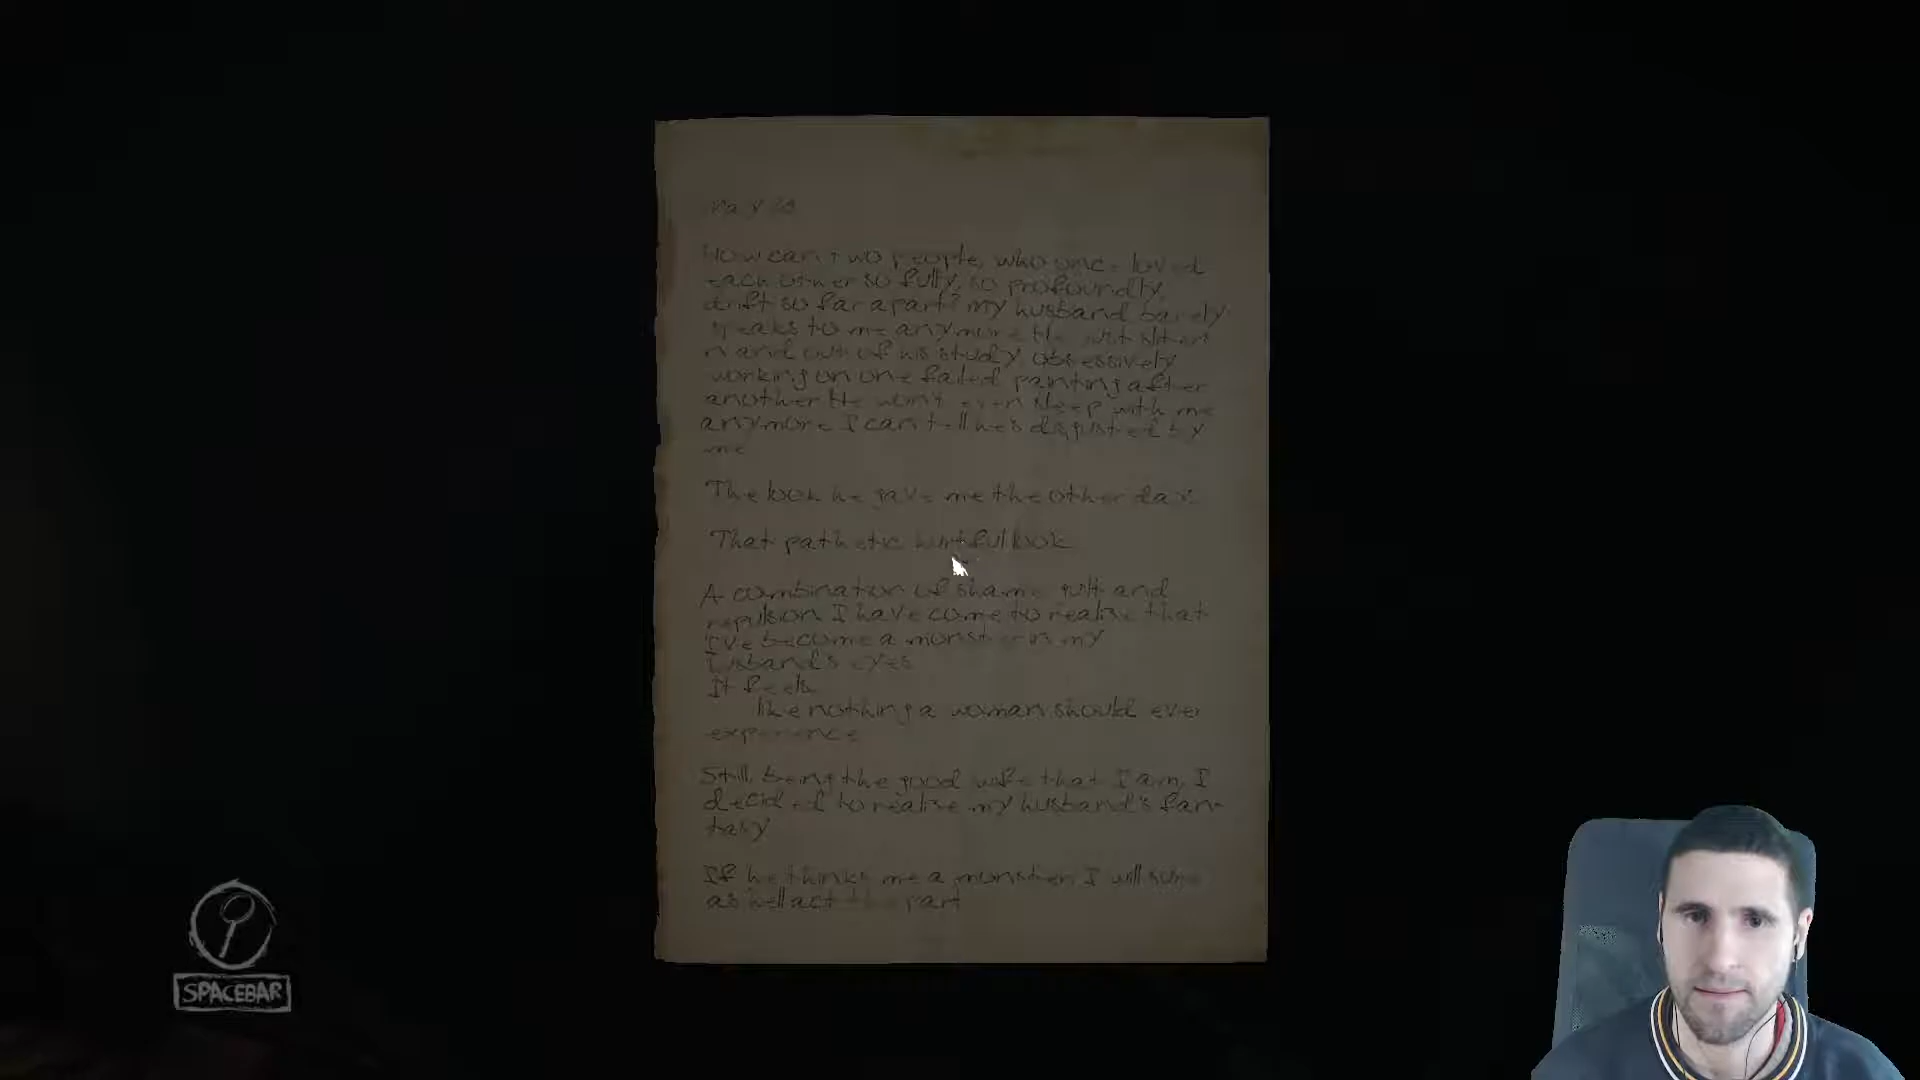 May
How can two people, who once loved
each other so fully, so profoundly,
drift so far apart? My husband barely
speaks to me anymore He just slithers
in and out of his study, obsessively
working on one failed painting after
another He won't even sleep with me
anymore I can tell he's disgusted by
me
The look he gave me the other day.
That pathetic hurtful look
A combination of shame guilt and
repulsion I have come to realise that
I've become a monster in my
husband's eyes
It feels
like nothing a woman should ever
experience
Still, being the good wife that I am, I
decided to realise my husband's fan-
tasy
If he thinks me a monster, I will
as well act the part
SPACEBAR